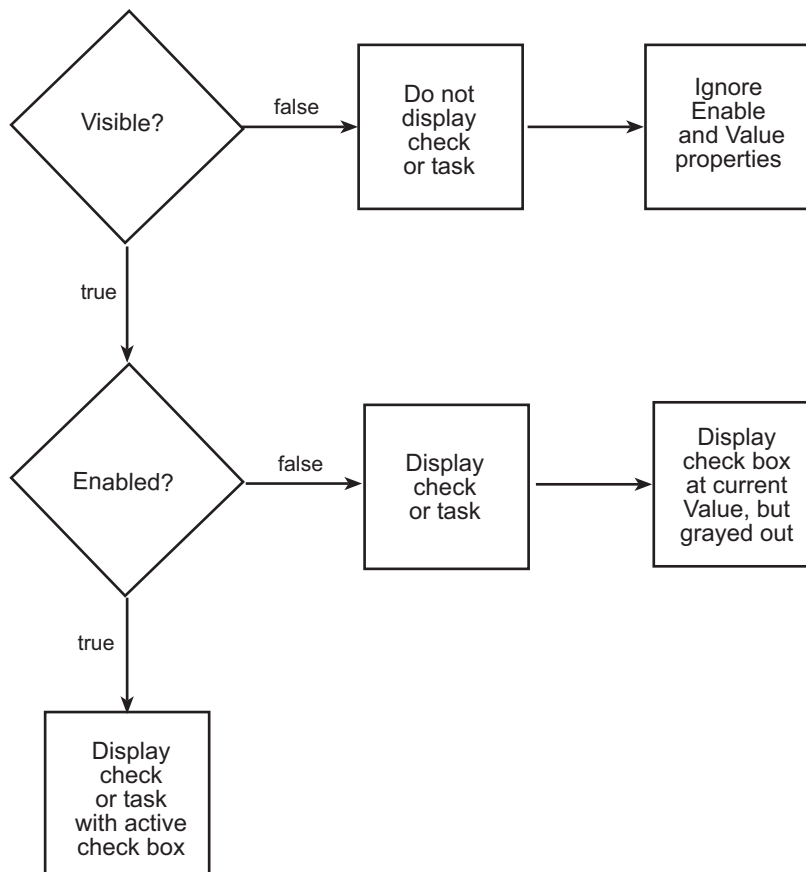 Visible?
false
Do not
display
check
or task
Ignore
Enable
and Value
properties
true
Enabled?
false
Display
check
or task
Display
check box
at current
Value, but
grayed out
true
Display
check
or task
with active
check box